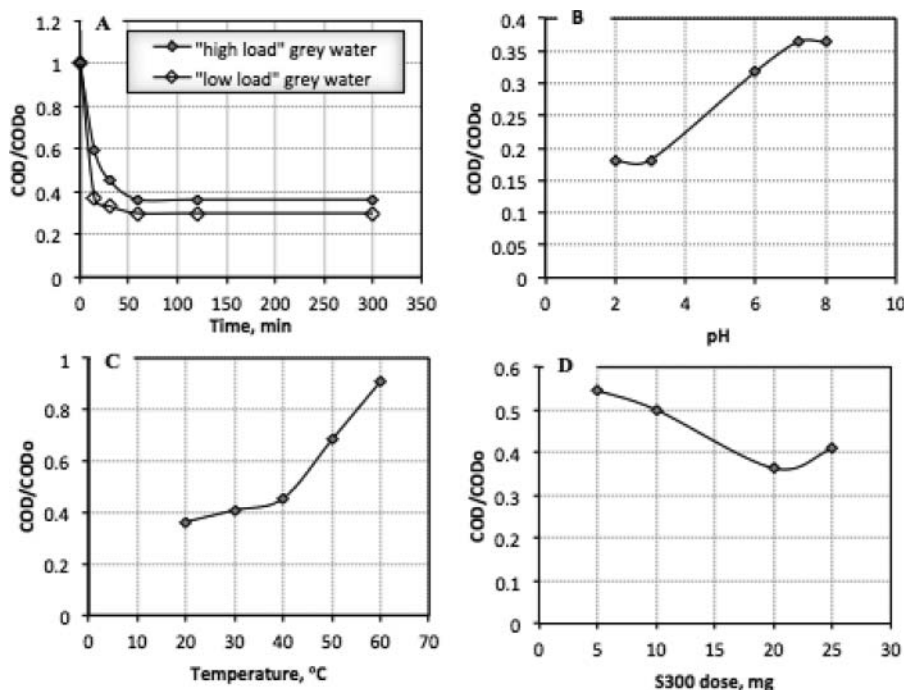 A
1.2
1
0.8
0.6
0.4
0.2
0
"high load" grey water
"low load" grey water
COD/CODo
0 50 100 150 200 250 300 350
Time, min
B
0.4
0.35
0.3
0.25
0.2
0.15
0.1
0.05
0
COD/CODo
0 2 4 6 8 10
pH
C
1
0.8
0.6
0.4
0.2
0
COD/CODo
0 10 20 30 40 50 60 70
Temperature, °C
D
0.6
0.5
0.4
0.3
0.2
0.1
0
COD/CODo
0 5 10 15 20 25 30
S300 dose, mg